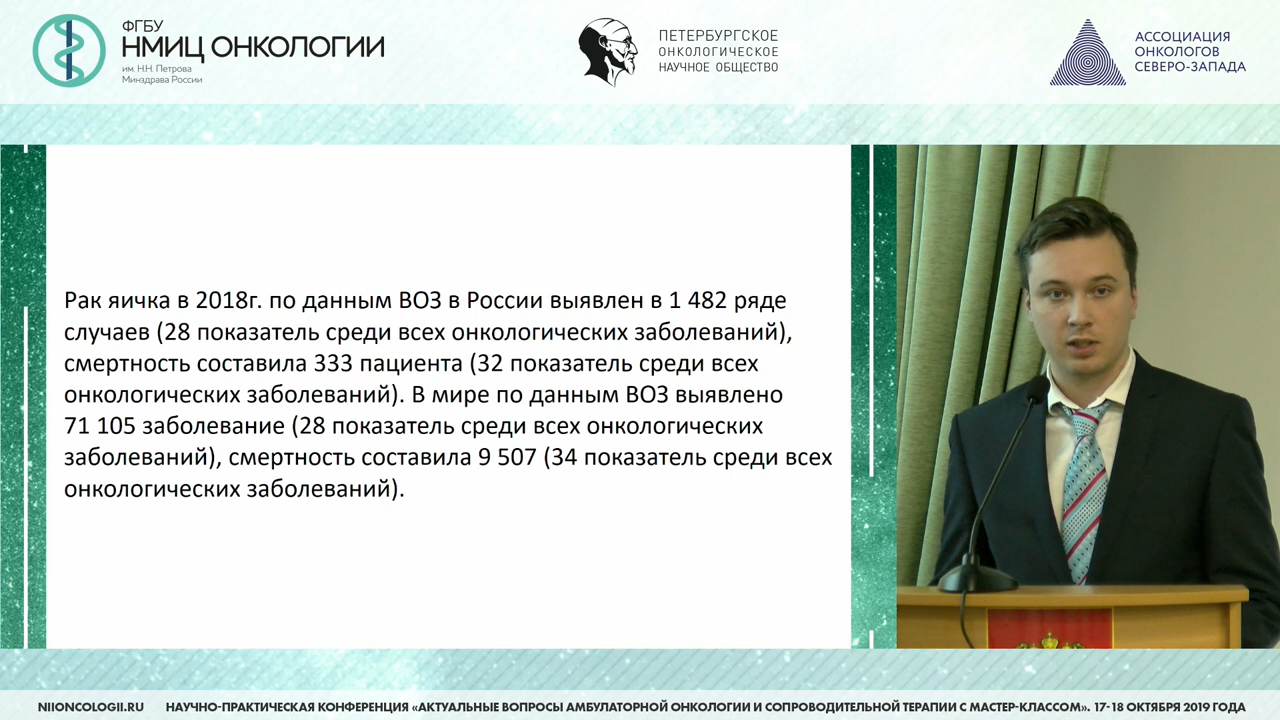 ФГБУ
НМИЦ ОНКОЛОГИИ
им. Н.Н. Петрова
Минздрава России
ПЕТЕРБУРГСКОЕ
ОНКОЛОГИЧЕСКОЕ
НАУЧНОЕ ОБЩЕСТВО
АССОЦИАЦИЯ
ОНКОЛОГОВ
СЕВЕРО-ЗАПАДА
Рак яичка в 2018г. по данным ВОЗ в России выявлен в 1 482 ряде
случаев (28 показатель среди всех онкологических заболеваний),
смертность составила 333 пациента (32 показатель среди всех
онкологических заболеваний). В мире по данным ВОЗ выявлено
71 105 заболевание (28 показатель среди всех онкологических
заболеваний), смертность составила 9 507 (34 показатель среди всех
онкологических заболеваний).
NIIONCOLOGII.RU НАУЧНО-ПРАКТИЧЕСКАЯ КОНФЕРЕНЦИЯ «АКТУАЛЬНЫЕ ВОПРОСЫ АМБУЛАТОРНОЙ ОНКОЛОГИИ И СОПРОВОДИТЕЛЬНОЙ ТЕРАПИИ С МАСТЕР-КЛАССОМ». 17-18 ОКТЯБРЯ 2019 ГОДА